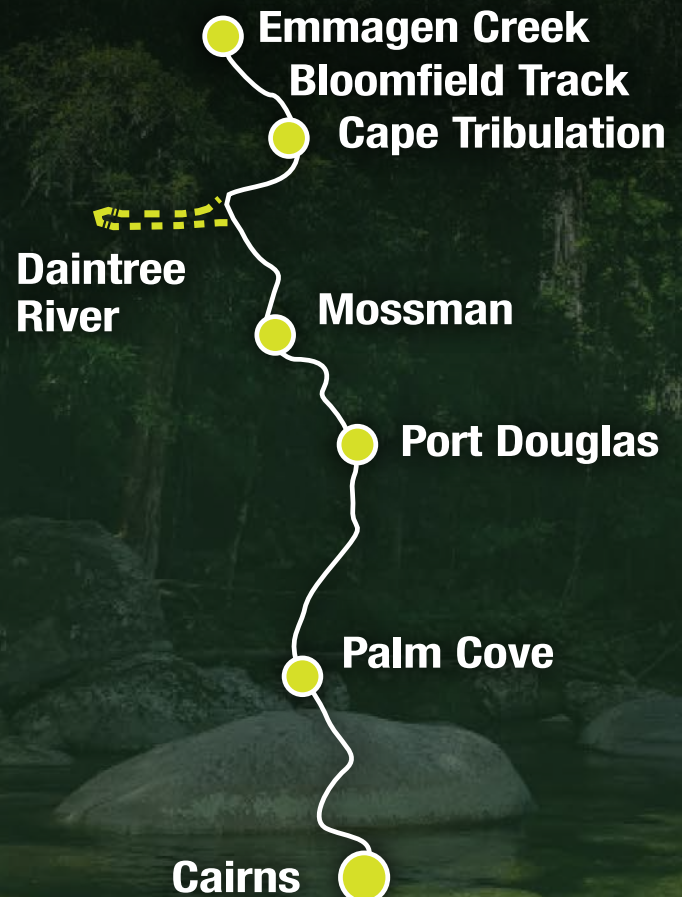 Emmagen Creek
Bloomfield Track
Cape Tribulation
Daintree
River
Mossman
Port Douglas
Palm Cove
Cairns